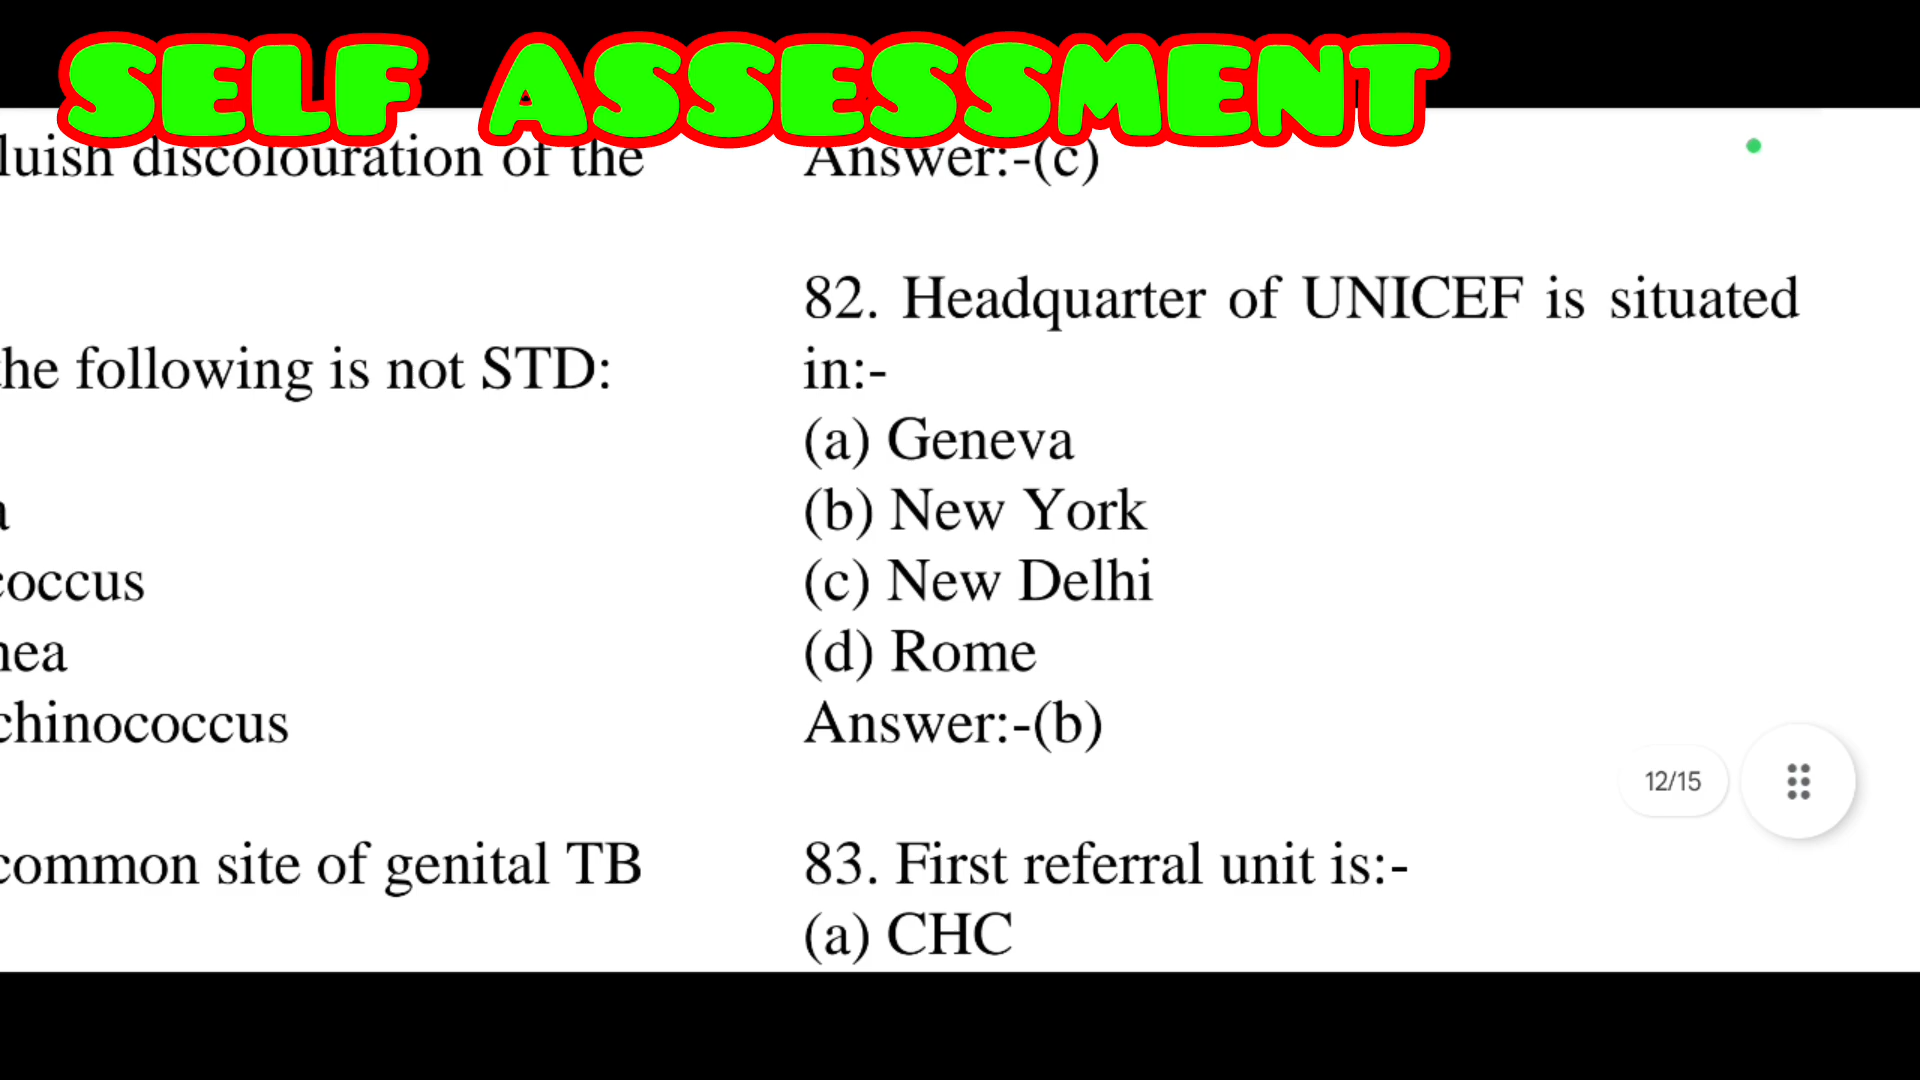 SELF ASSESSMENT
luish discolouration of the
the following is not STD:
a
coccus
hea
chinococcus
common site of genital TB
Answer:-(c)
82. Headquarter of UNICEF is situated
in:-
(a) Geneva
(b) New York
(c) New Delhi
(d) Rome
Answer:-(b)
83. First referral unit is:-
(a) CHC
12/15